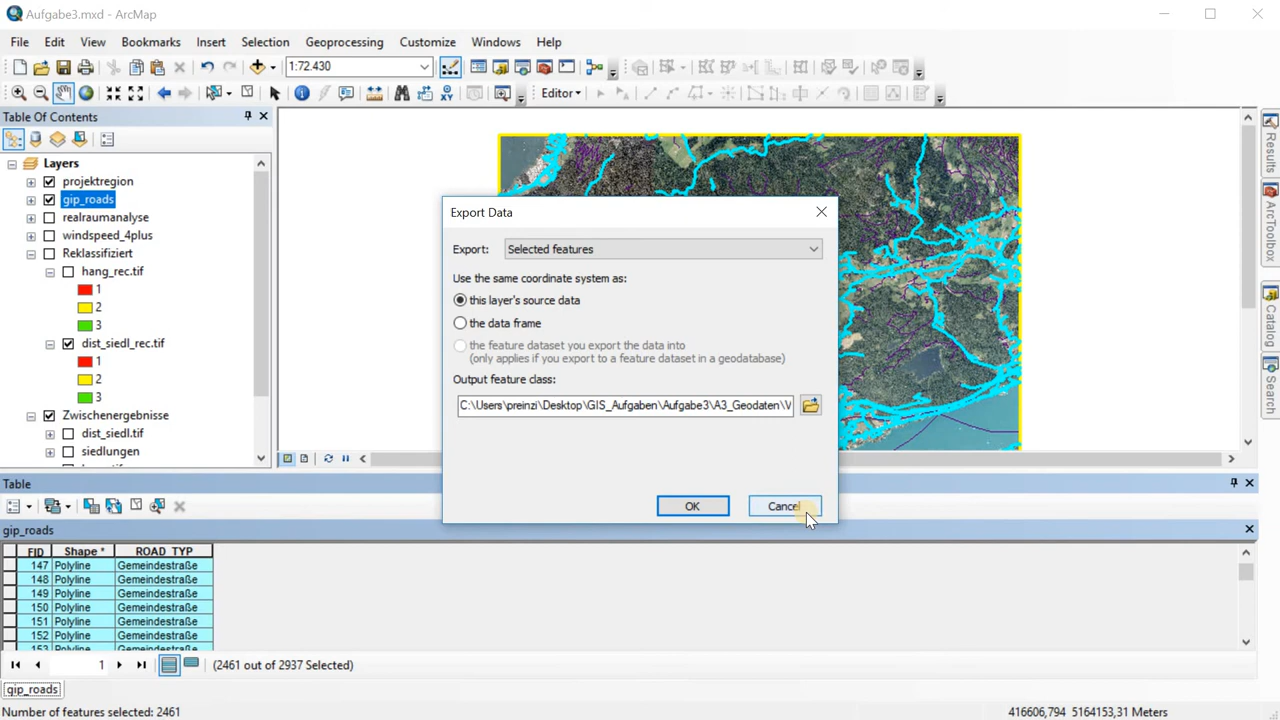 Aufgabe3.mxd - ArcMap
File Edit View Bookmarks Insert Selection Geoprocessing Customize Windows Help
1:72.430
Editor
Table Of Contents
Layers
projektregion
gip_roads
realraumanalyse
windspeed_4plus
Reklassifiziert
hang_rec.tif
1
2
3
dist_siedl_rec.tif
1
2
3
Zwischenergebnisse
dist_siedl.tif
siedlungen
Export Data
Export: Selected features
Use the same coordinate system as:
this layer's source data
the data frame
the feature dataset you export the data into
(only applies if you export to a feature dataset in a geodatabase)
Output feature class:
C:\Users\preinzi\Desktop\GIS_Aufgaben\Aufgabe3\A3_Geodaten\V
OK Cancel
Results
ArcToolbox
Catalog
Search
Table
gip_roads
FID Shape * ROAD_TYP
147 Polyline Gemeindestraße
148 Polyline Gemeindestraße
149 Polyline Gemeindestraße
150 Polyline Gemeindestraße
151 Polyline Gemeindestraße
152 Polyline Gemeindestraße
153 Polyline Gemeindestraße
1 (2461 out of 2937 Selected)
gip_roads
Number of features selected: 2461 416606,794 5164153,31 Meters